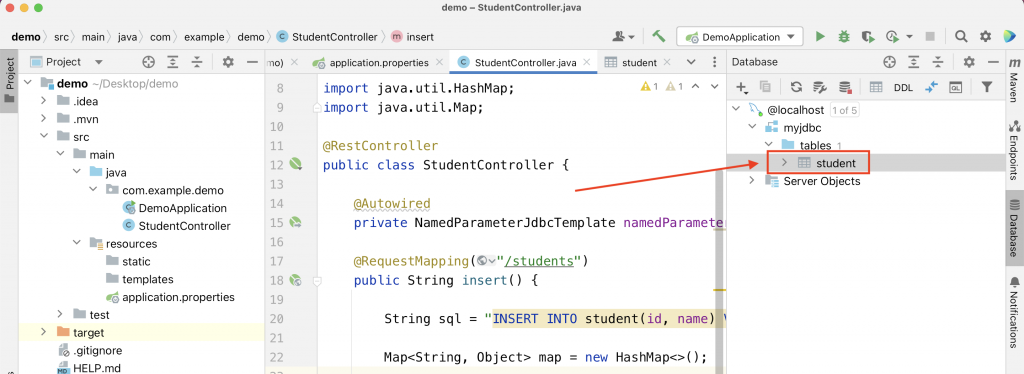 demo – StudentController.java
demo src main java com example demo StudentController insert
DemoApplication
Project
Project
demo ~/Desktop/demo
.idea
.mvn
src
main
java
com.example.demo
DemoApplication
StudentController
resources
static
templates
application.properties
test
target
.gitignore
HELP.md
mo) application.properties StudentController.java student
1 1
8 import java.util.HashMap;
9 import java.util.Map;
10
11 @RestController
12 public class StudentController {
13
14 @Autowired
15 private NamedParameterJdbcTemplate namedParameter
16
17 @RequestMapping("/students")
18 public String insert() {
19
20 String sql = "INSERT INTO student(id, name)
21
22 Map<String, Object> map = new HashMap<>();
Database
DDL
QL
@localhost 1 of 5
myjdbc
tables 1
student
Server Objects
m
Maven
Endpoints
Database
Notifications